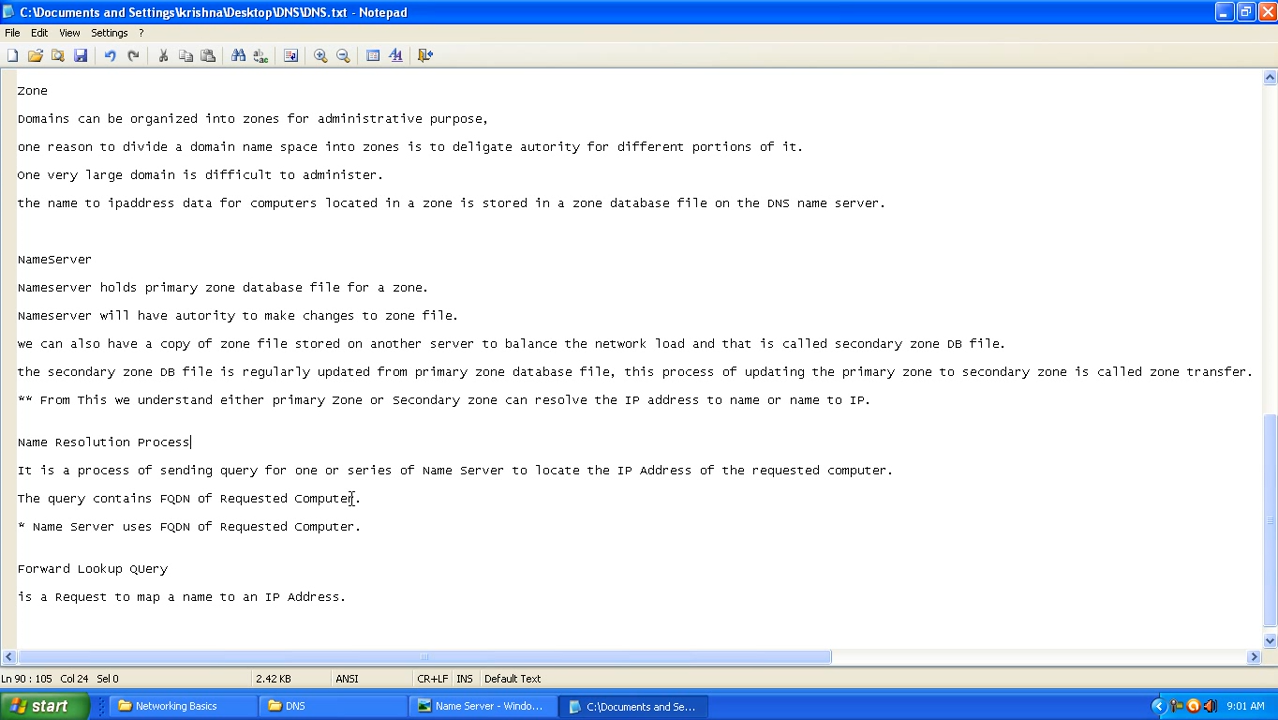 C:\Documents and Settings\krishna\Desktop\DNS\DNS.txt - Notepad
File Edit View Settings ?
Zone
Domains can be organized into zones for administrative purpose,
one reason to divide a domain name space into zones is to deligate autority for different portions of it.
One very large domain is difficult to administer.
the name to ipaddress data for computers located in a zone is stored in a zone database file on the DNS name server.
NameServer
Nameserver holds primary zone database file for a zone.
Nameserver will have autority to make changes to zone file.
we can also have a copy of zone file stored on another server to balance the network load and that is called secondary zone DB file.
the secondary zone DB file is regularly updated from primary zone database file, this process of updating the primary zone to secondary zone is called zone transfer.
** From This we understand either primary Zone or Secondary zone can resolve the IP address to name or name to IP.
Name Resolution Process
It is a process of sending query for one or series of Name Server to locate the IP Address of the requested computer.
The query contains FQDN of Requested Computer.
* Name Server uses FQDN of Requested Computer.
Forward Lookup QUery
is a Request to map a name to an IP Address.
Ln 90 : 105 Col 24 Sel 0 2.42 KB ANSI CR+LF INS Default Text
start Networking Basics DNS Name Server - Windo... C:\Documents and Se... 9:01 AM